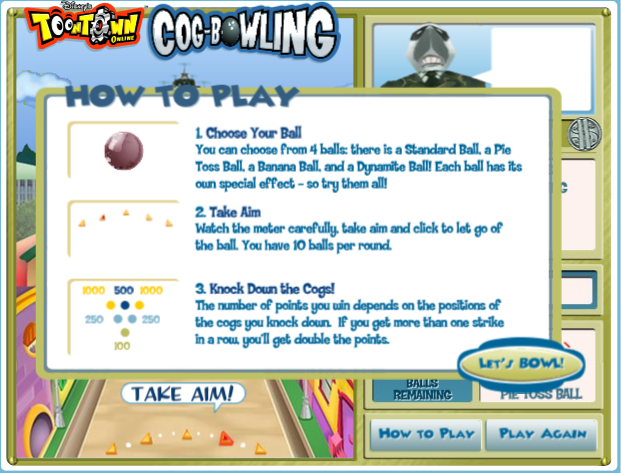 Disney's
TOONTOWN
ONLINE
COG-BOWLING
HOW TO PLAY
1. Choose Your Ball
You can choose from 4 balls: there is a Standard Ball, a Pie
Toss Ball, a Banana Ball, and a Dynamite Ball! Each ball has its
own special effect - so try them all!
2. Take Aim
Watch the meter carefully, take aim and click to let go of
the ball. You have 10 balls per round.
3. Knock Down the Cogs!
The number of points you win depends on the positions of
the cogs you knock down. If you get more than one strike
in a row, you'll get double the points.
1000 500 1000
250 250
100
LET'S BOWL!
TAKE AIM!
BALLS
REMAINING
PIE TOSS BALL
HOW TO PLAY
PLAY AGAIN